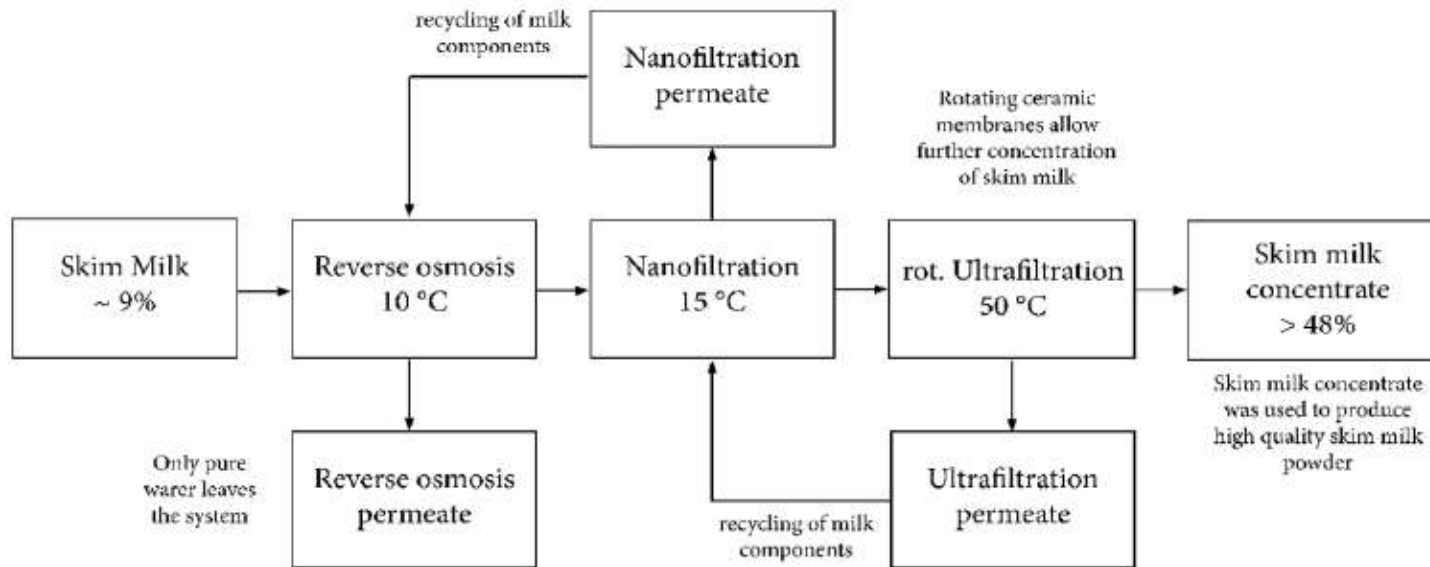 recycling of milk
components
Nanofiltration
permeate
Rotating ceramic
membranes allow
further concentration
of skim milk
Skim Milk
~ 9%
Reverse osmosis
10 °C
Nanofiltration
15 °C
rot. Ultrafiltration
50 °C
Skim milk
concentrate
> 48%
Skim milk concentrate
was used to produce
high quality skim milk
powder
Only pure
warer leaves
the system
Reverse osmosis
permeate
recycling of milk
components
Ultrafiltration
permeate